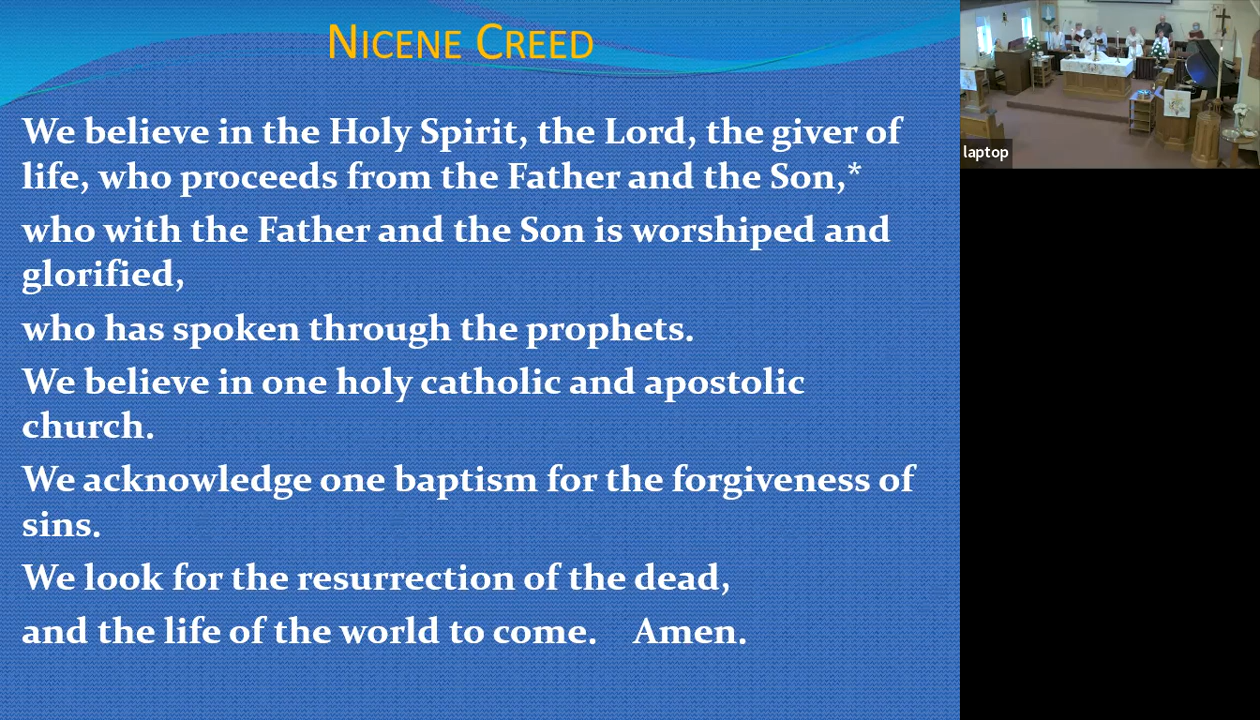 NICENE CREED
We believe in the Holy Spirit, the Lord, the giver of
life, who proceeds from the Father and the Son,*
who with the Father and the Son is worshiped and
glorified,
who has spoken through the prophets.
We believe in one holy catholic and apostolic
church.
We acknowledge one baptism for the forgiveness of
sins.
We look for the resurrection of the dead,
and the life of the world to come. Amen.
laptop